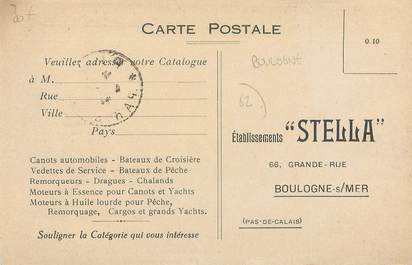 CARTE POSTALE
0.10
Veuillez adresser votre Catalogue
à M.
Rue
Ville
Pays
BOULOGNE
52
Établissements "STELLA"
66, GRANDE-RUE
BOULOGNE-s/MER
(PAS-DE-CALAIS)
Canots automobiles - Bateaux de Croisière
Vedettes de Service - Bateaux de Pêche
Remorqueurs - Dragues - Chalands
Moteurs à Essence pour Canots et Yachts
Moteurs à Huile lourde pour Pêche,
Remorquage, Cargos et grands Yachts.
Souligner la Catégorie qui vous intéresse